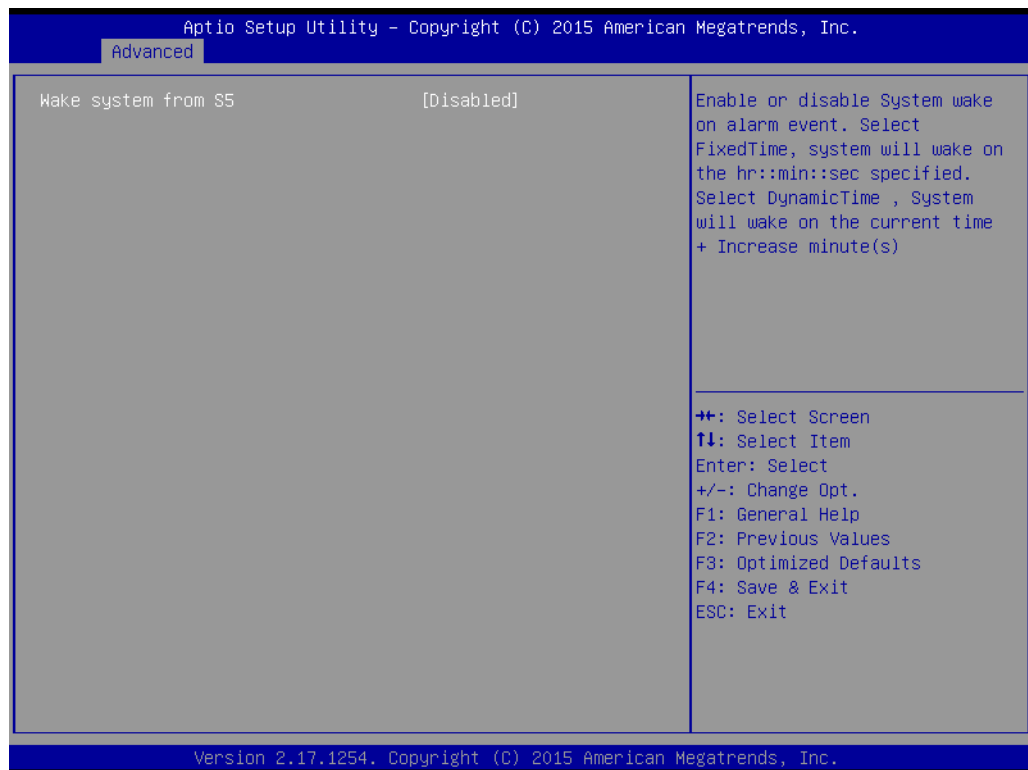 Aptio Setup Utility – Copyright (C) 2015 American Megatrends, Inc.
Advanced
Wake system from S5 [Disabled]
Enable or disable System wake
on alarm event. Select
FixedTime, system will wake on
the hr::min::sec specified.
Select DynamicTime , System
will wake on the current time
+ Increase minute(s)
→←: Select Screen
↑↓: Select Item
Enter: Select
+/-: Change Opt.
F1: General Help
F2: Previous Values
F3: Optimized Defaults
F4: Save & Exit
ESC: Exit
Version 2.17.1254. Copyright (C) 2015 American Megatrends, Inc.